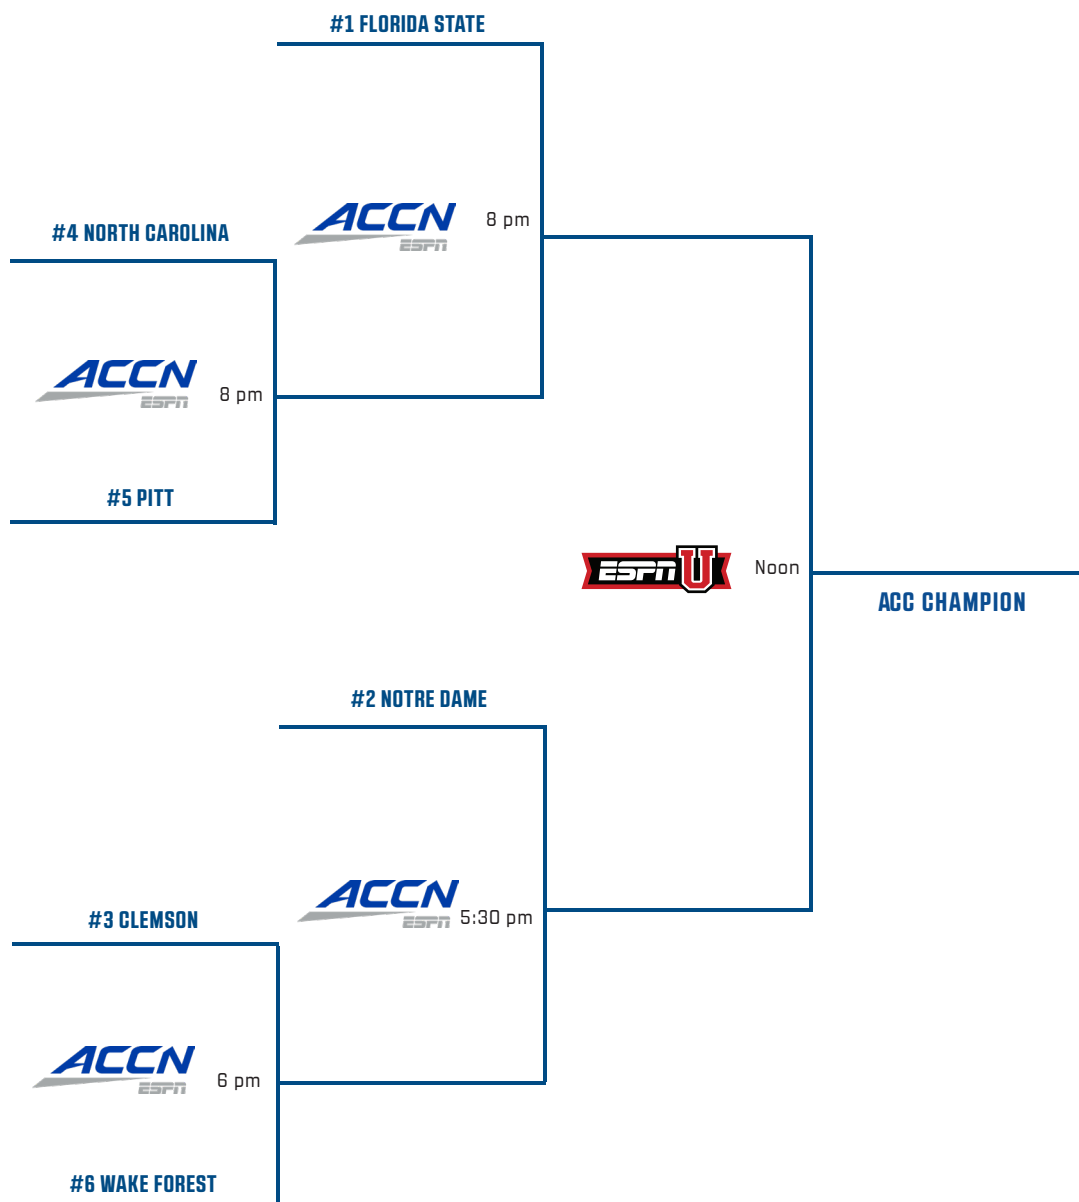 #1 FLORIDA STATE
ACCN
ESPN
8 pm
#4 NORTH CAROLINA
ACCN
ESPN
8 pm
#5 PITT
ESPNU
Noon
ACC CHAMPION
#2 NOTRE DAME
ACCN
ESPN
5:30 pm
#3 CLEMSON
ACCN
ESPN
6 pm
#6 WAKE FOREST